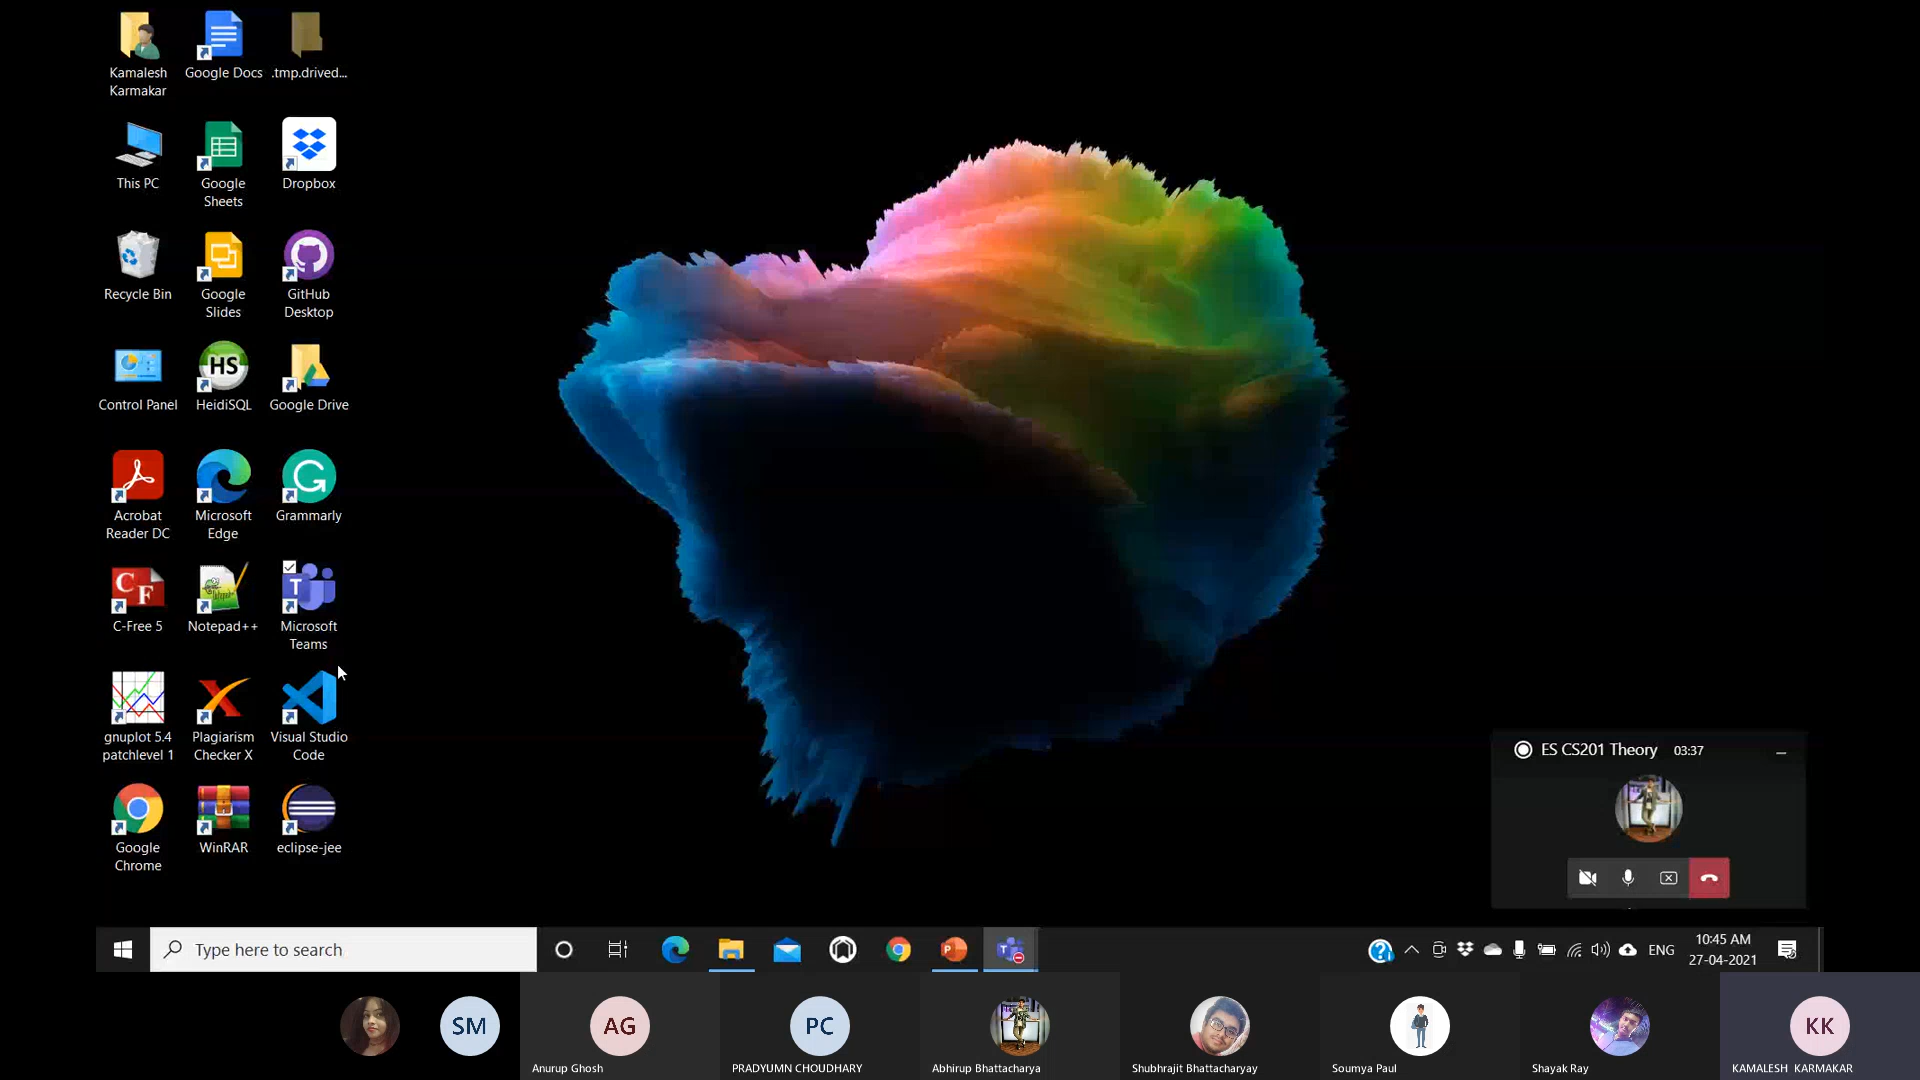 Kamalesh
Karmakar
Google Docs
.tmp.drived...
This PC
Google
Sheets
Dropbox
Recycle Bin
Google
Slides
GitHub
Desktop
Control Panel
HS
HeidiSQL
Google Drive
Acrobat
Reader DC
Microsoft
Edge
G
Grammarly
CF
C-Free 5
Notepad++
T
Microsoft
Teams
gnuplot 5.4
patchlevel 1
Plagiarism
Checker X
Visual Studio
Code
Google
Chrome
WinRAR
eclipse-jee
ES CS201 Theory 03:37
Type here to search
P
T
ENG
10:45 AM
27-04-2021
SM
AG
Anurup Ghosh
PC
PRADYUMN CHOUDHARY
Abhirup Bhattacharya
Shubhrajit Bhattacharyay
Soumya Paul
Shayak Ray
KK
KAMALESH KARMAKAR